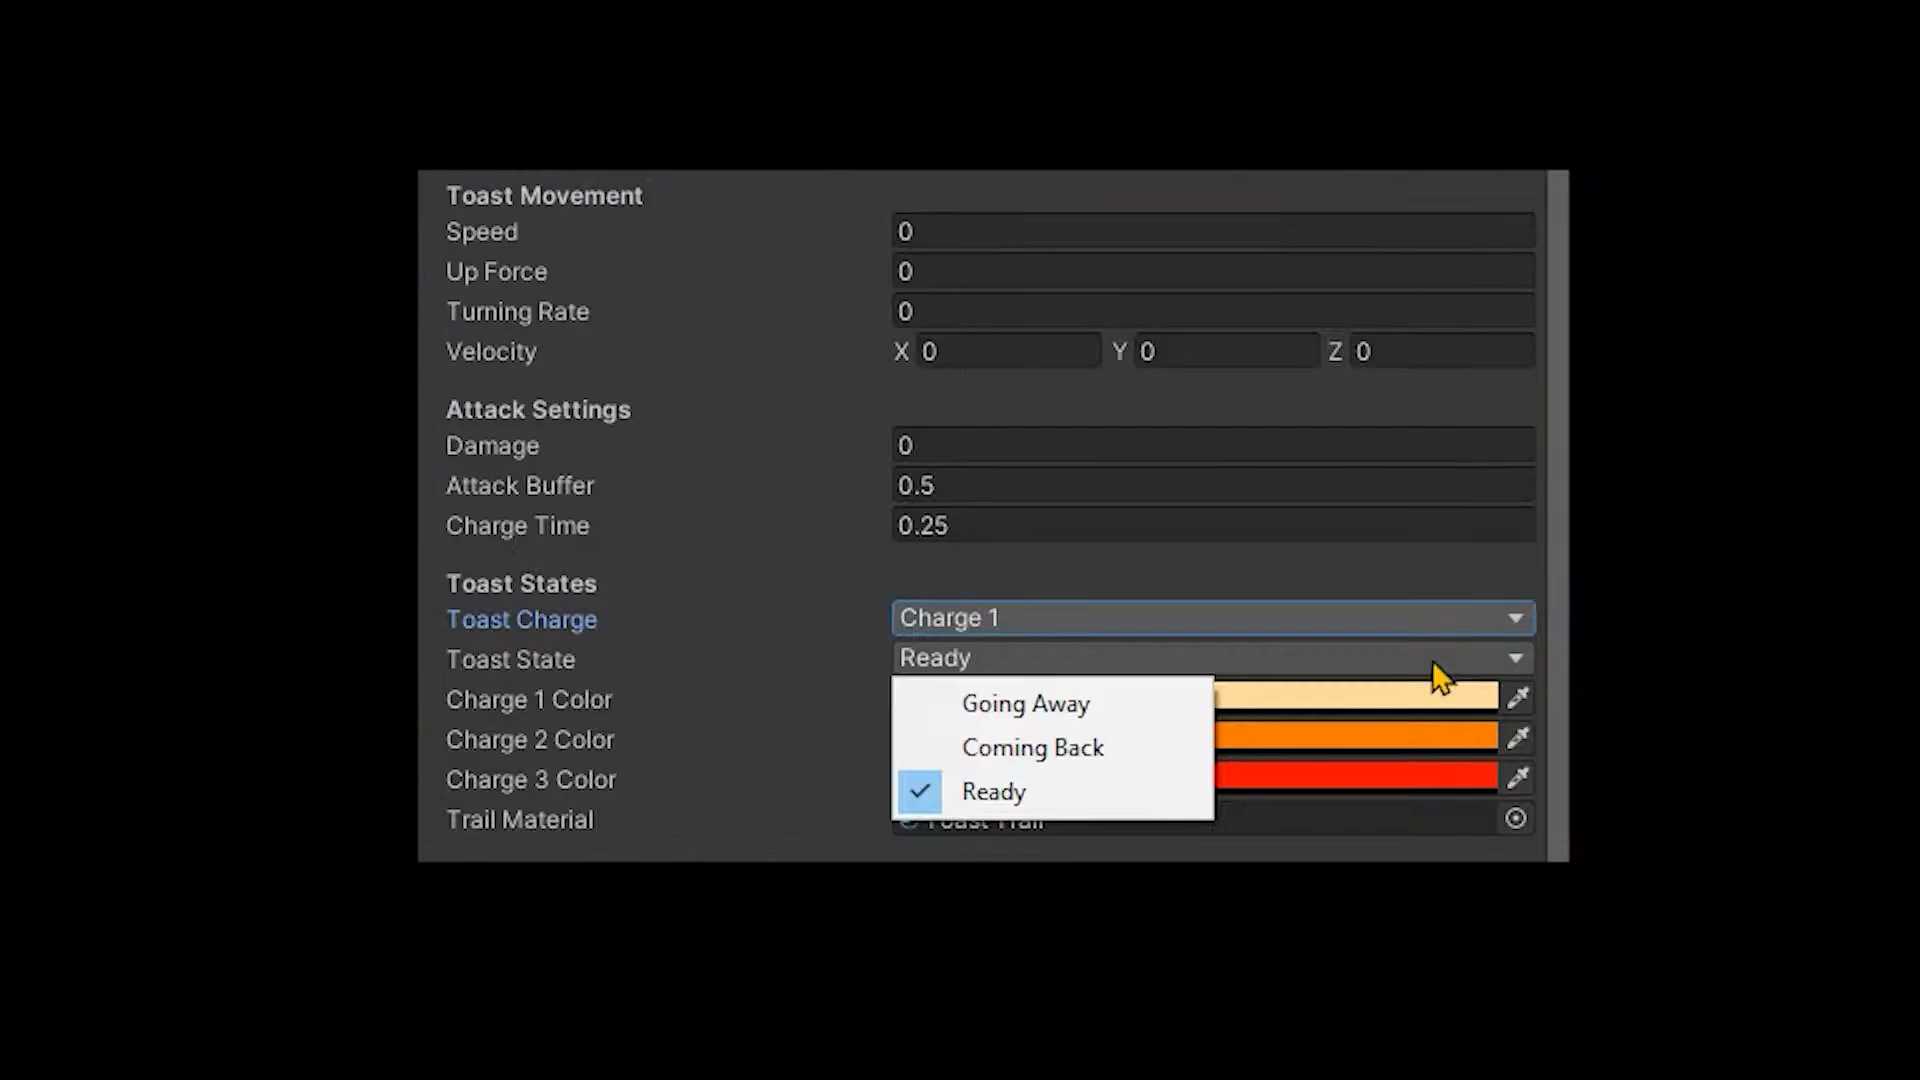 Toast Movement
Speed 0
Up Force 0
Turning Rate 0
Velocity X 0 Y 0 Z 0
Attack Settings
Damage 0
Attack Buffer 0.5
Charge Time 0.25
Toast States
Toast Charge Charge 1
Toast State Ready
Charge 1 Color Going Away
Charge 2 Color Coming Back
Charge 3 Color Ready
Trail Material Toast Trail